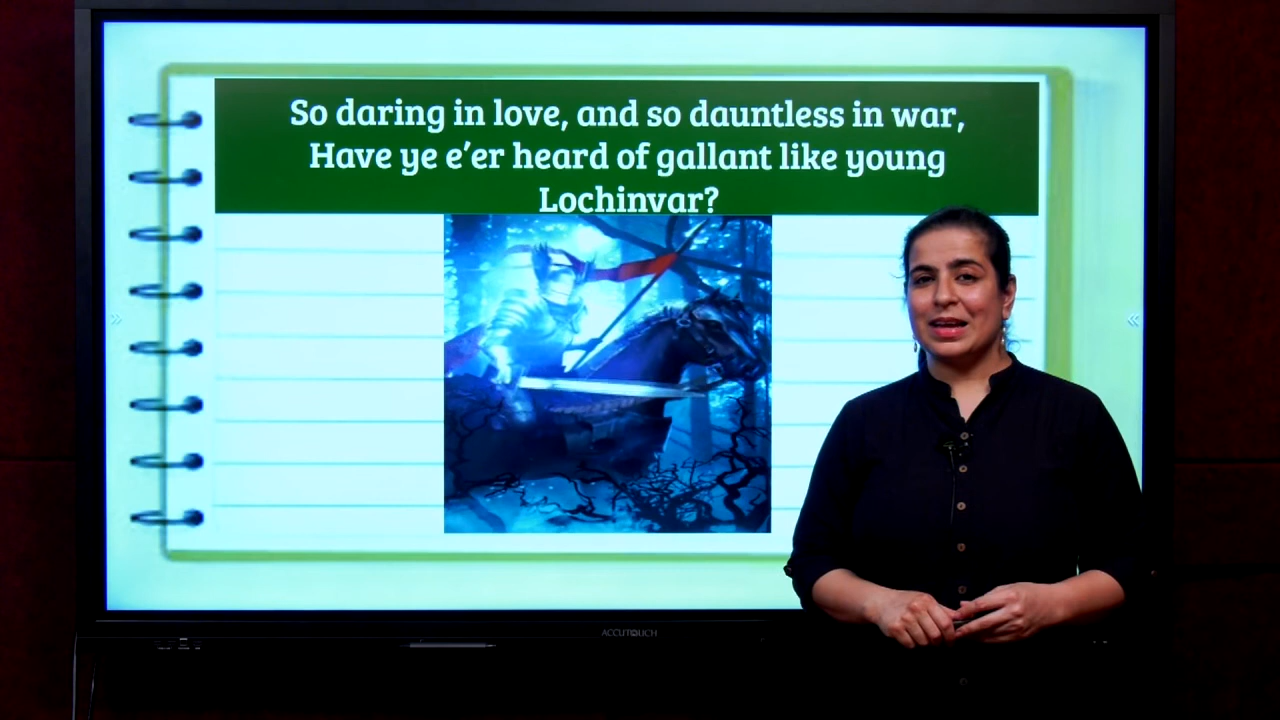 So daring in love, and so dauntless in war,
Have ye e'er heard of gallant like young
Lochinvar?
ACCUTOUCH